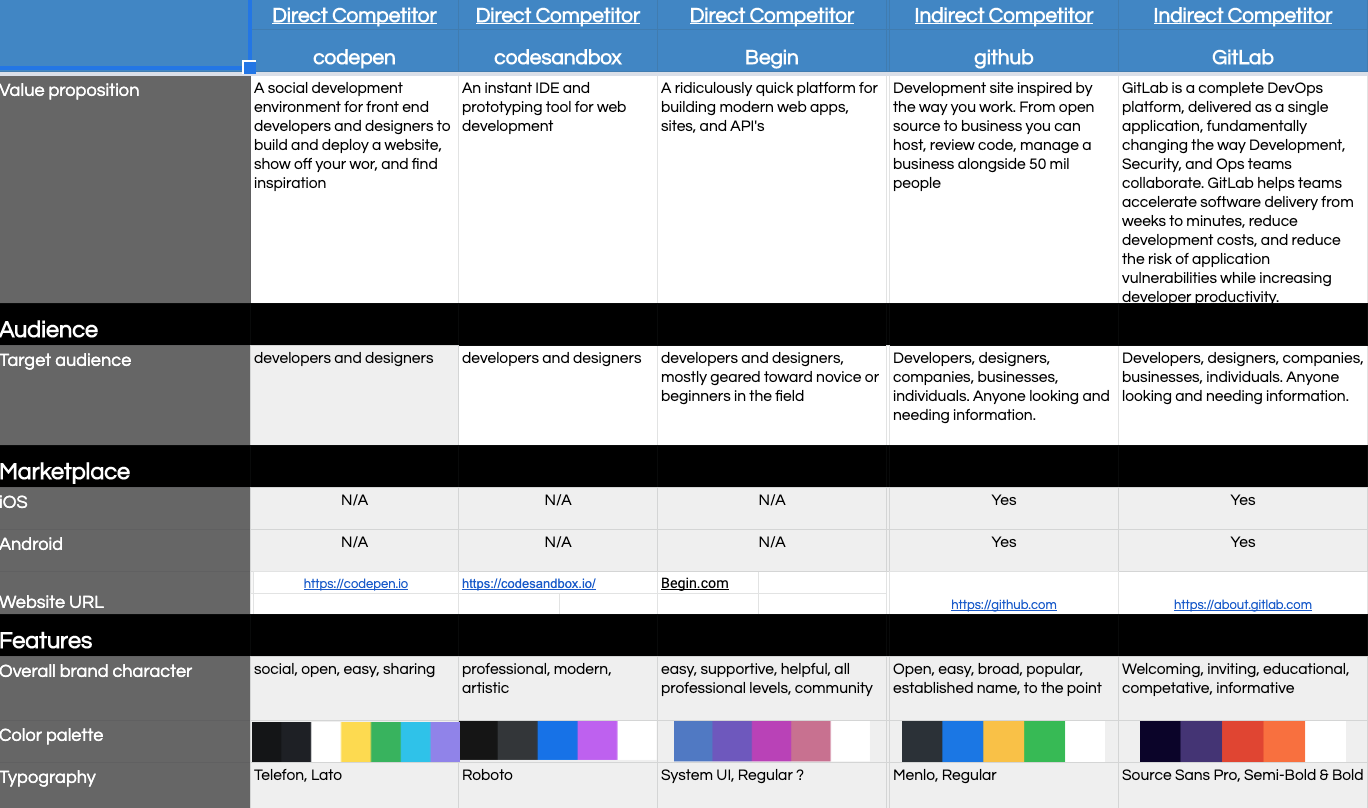 Direct Competitor Direct Competitor Direct Competitor Indirect Competitor Indirect Competitor
codepen codesandbox Begin github GitLab
Value proposition
A social development
environment for front end
developers and designers to
build and deploy a website,
show off your wor, and find
inspiration
An instant IDE and
prototyping tool for web
development
A ridiculously quick platform for
building modern web apps,
sites, and API's
Development site inspired by
the way you work. From open
source to business you can
host, review code, manage a
business alongside 50 mil
people
GitLab is a complete DevOps
platform, delivered as a single
application, fundamentally
changing the way Development,
Security, and Ops teams
collaborate. GitLab helps teams
accelerate software delivery from
weeks to minutes, reduce
development costs, and reduce
the risk of application
vulnerabilities while increasing
developer productivity.
Audience
Target audience
developers and designers
developers and designers
developers and designers,
mostly geared toward novice or
beginners in the field
Developers, designers,
companies, businesses,
individuals. Anyone looking and
needing information.
Developers, designers, companies,
businesses, individuals. Anyone
looking and needing information.
Marketplace
iOS N/A N/A N/A Yes Yes
Android N/A N/A N/A Yes Yes
Website URL
https://codepen.io
https://codesandbox.io/
Begin.com
https://github.com
https://about.gitlab.com
Features
Overall brand character
social, open, easy, sharing
professional, modern,
artistic
easy, supportive, helpful, all
professional levels, community
Open, easy, broad, popular,
established name, to the point
Welcoming, inviting, educational,
competative, informative
Color palette
Typography
Telefon, Lato
Roboto
System UI, Regular ?
Menlo, Regular
Source Sans Pro, Semi-Bold & Bold